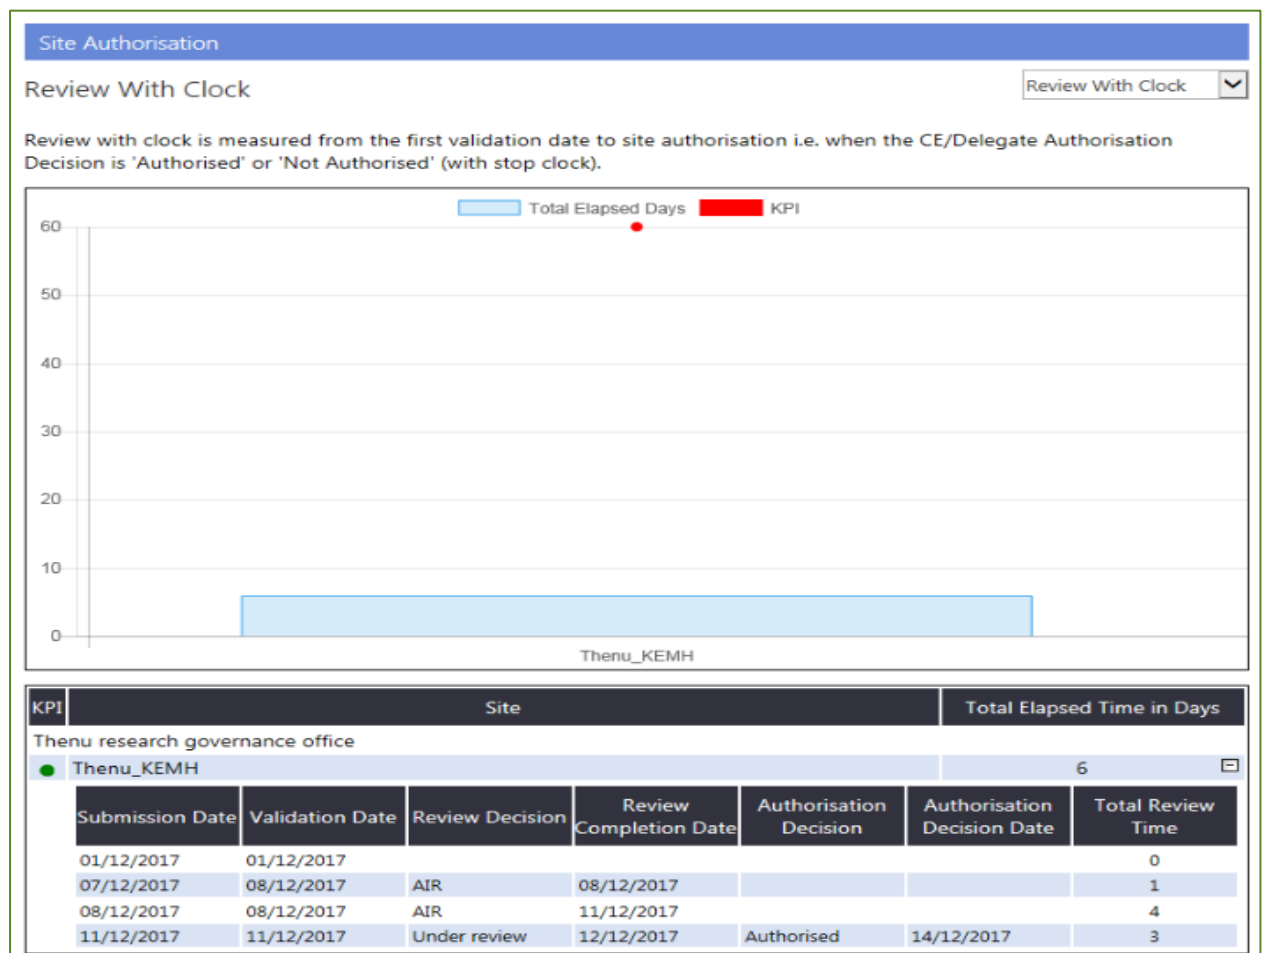 Site Authorisation
Review With Clock
Review With Clock
Review with clock is measured from the first validation date to site authorisation i.e. when the CE/Delegate Authorisation
Decision is 'Authorised' or 'Not Authorised' (with stop clock).
Total Elapsed Days KPI
60
50
40
30
20
10
0
Thenu_KEMH
KPI Site Total Elapsed Time in Days
Thenu research governance office
Thenu_KEMH 6
Submission Date Validation Date Review Decision Review Completion Date Authorisation Decision Authorisation Decision Date Total Review Time
01/12/2017 01/12/2017 0
07/12/2017 08/12/2017 AIR 08/12/2017 1
08/12/2017 08/12/2017 AIR 11/12/2017 4
11/12/2017 11/12/2017 Under review 12/12/2017 Authorised 14/12/2017 3